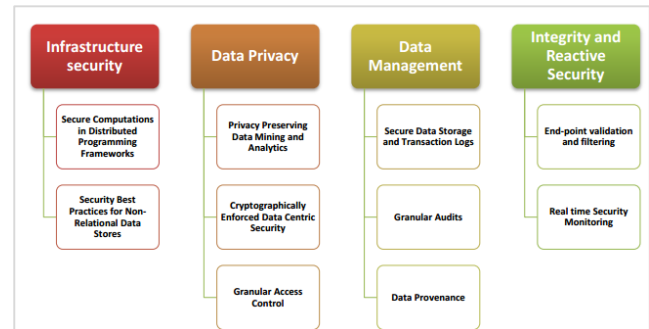 Infrastructure
security
Secure Computations
in Distributed
Programming
Frameworks
Security Best
Practices for Non-
Relational Data
Stores
Data Privacy
Privacy Preserving
Data Mining and
Analytics
Cryptographically
Enforced Data Centric
Security
Granular Access
Control
Data
Management
Secure Data Storage
and Transaction Logs
Granular Audits
Data Provenance
Integrity and
Reactive
Security
End-point validation
and filtering
Real time Security
Monitoring